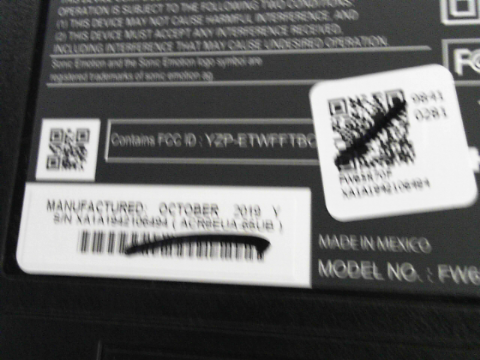 OPERATION IS SUBJECT TO THE FOLLOWING TWO CONDITIONS:
(1) THIS DEVICE MAY NOT CAUSE HARMFUL INTERFERENCE, AND
(2) THIS DEVICE MUST ACCEPT ANY INTERFERENCE RECEIVED,
INCLUDING INTERFERENCE THAT MAY CAUSE UNDESIRED OPERATION.
Sonic Emotion and the Sonic Emotion logo symbol are
registered trademarks of sonic emotion ag.
0841
0281
Contains FCC ID : YZP-ETWFFTBC
XA1A1942106494
MANUFACTURED: OCTOBER 2019 Y
S/N XA1A1942106494
MADE IN MEXICO
MODEL NO. : FW6